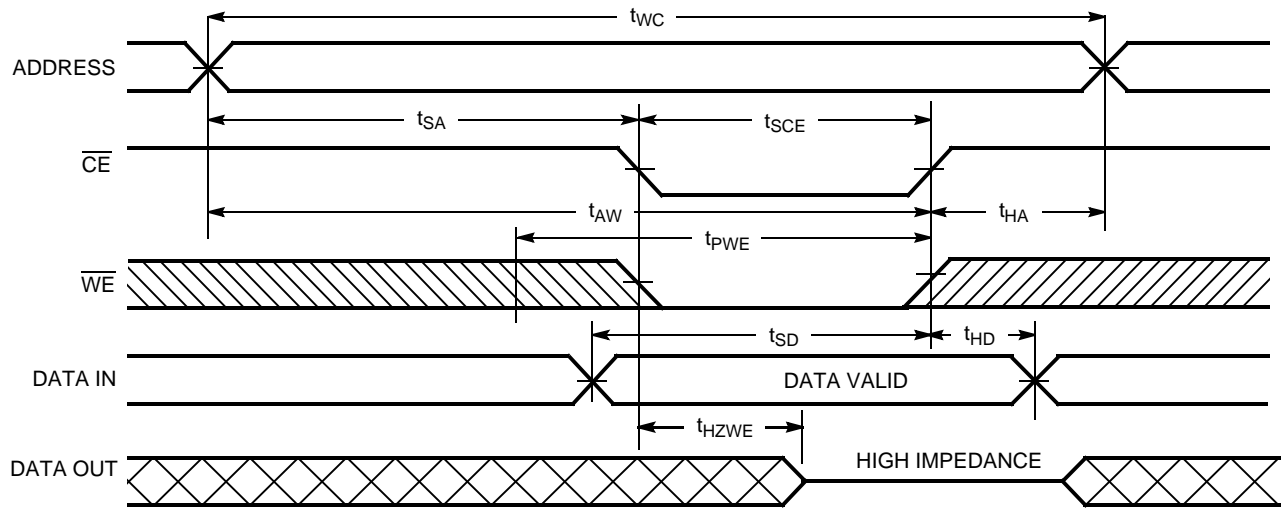 tWC
ADDRESS
tSA
tSCE
CE
tAW
tHA
tPWE
WE
tSD
tHD
DATA IN
DATA VALID
tHZWE
DATA OUT
HIGH IMPEDANCE